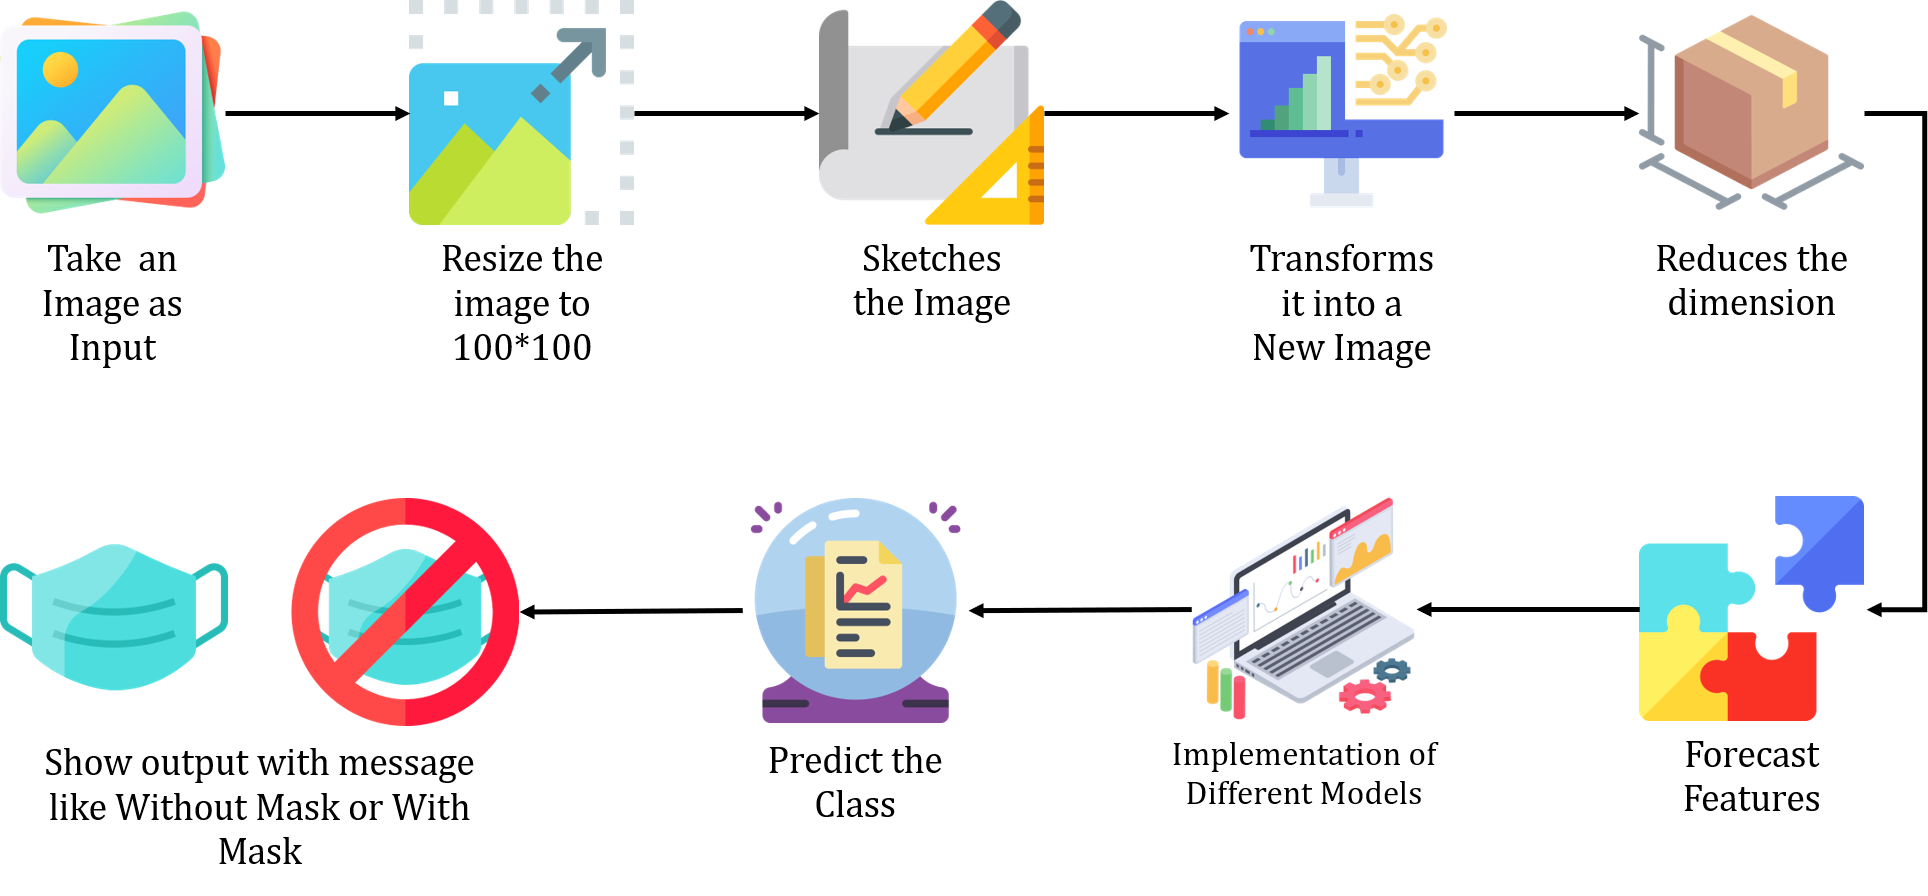 Take an
Image as
Input
Resize the
image to
100*100
Sketches
the Image
Transforms
it into a
New Image
Reduces the
dimension
Forecast
Features
Implementation of
Different Models
Predict the
Class
Show output with message
like Without Mask or With
Mask